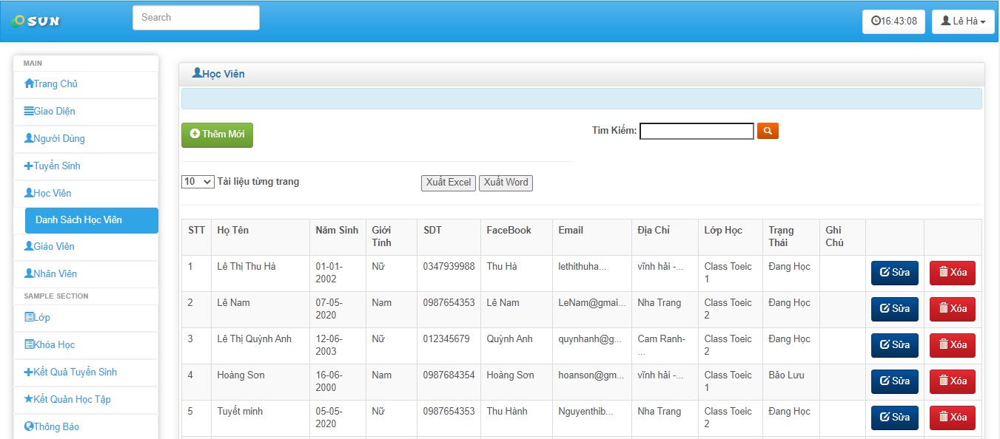 SUN
Search
16:43:08
Lê Hà
MAIN
Trang Chủ
Giao Diện
Người Dùng
Tuyển Sinh
Học Viên
Danh Sách Học Viên
Giáo Viên
Nhân Viên
SAMPLE SECTION
Lớp
Khóa Học
Kết Quả Tuyển Sinh
Kết Quản Học Tập
Thông Báo
Học Viên
Thêm Mới
Tìm Kiếm:
10 Tài liệu từng trang
Xuất Excel Xuất Word
STT Họ Tên Năm Sinh Giới Tính SDT FaceBook Email Địa Chỉ Lớp Học Trạng Thái Ghi Chú
1 Lê Thị Thu Hà 01-01-2002 Nữ 0347939988 Thu Hà lethithuha... vĩnh hải -... Class Toeic 1 Đang Học Sửa Xóa
2 Lê Nam 07-05-2020 Nam 0987654353 Lê Nam LeNam@gmai... Nha Trang Class Toeic 2 Đang Học Sửa Xóa
3 Lê Thị Quỳnh Anh 12-06-2003 Nữ 012345679 Quỳnh Anh quynhanh@g... Cam Ranh-... Class Toeic 2 Đang Học Sửa Xóa
4 Hoàng Sơn 16-06-2000 Nam 0987684354 Hoàng Sơn hoanson@gm... vĩnh hải -... Class Toeic 1 Bảo Lưu Sửa Xóa
5 Tuyết minh 05-05-2020 Nữ 0987654353 Thu Hành Nguyenthib... Nha Trang Class Toeic 2 Đang Học Sửa Xóa